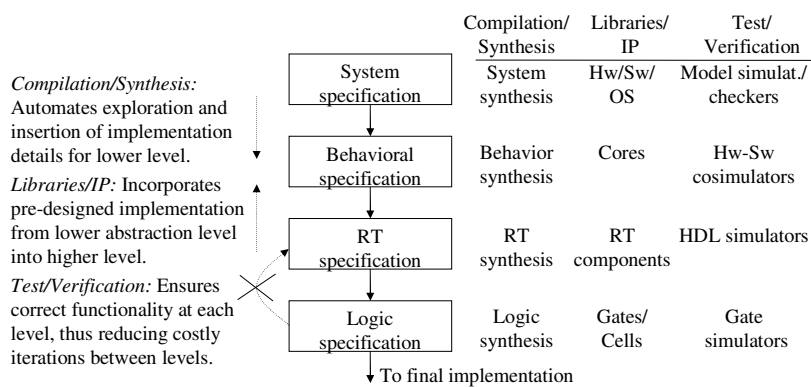 Compilation/ Libraries/ Test/
Synthesis IP Verification
Compilation/Synthesis:
Automates exploration and
insertion of implementation
details for lower level.
Libraries/IP: Incorporates
pre-designed implementation
from lower abstraction level
into higher level.
Test/Verification: Ensures
correct functionality at each
level, thus reducing costly
iterations between levels.
System
specification
System
synthesis
Hw/Sw/
OS
Model simulat./
checkers
Behavioral
specification
Behavior
synthesis
Cores
Hw-Sw
cosimulators
RT
specification
RT
synthesis
RT
components
HDL simulators
Logic
specification
Logic
synthesis
Gates/
Cells
Gate
simulators
To final implementation